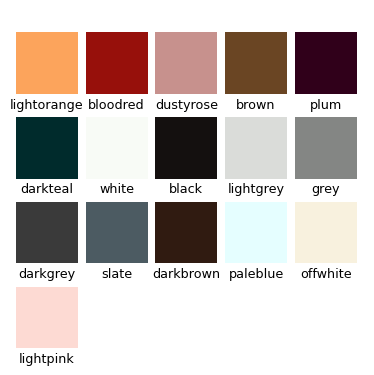 lightorange bloodred dustyrose brown plum
darkteal white black lightgrey grey
darkgrey slate darkbrown paleblue offwhite
lightpink